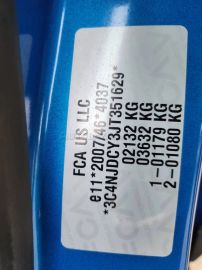 FCA US LLC
e11*2007/46*4037
*3C4NJDCY3JT351629*
02132 KG
03632 KG
1-01179 KG
2-01080 KG